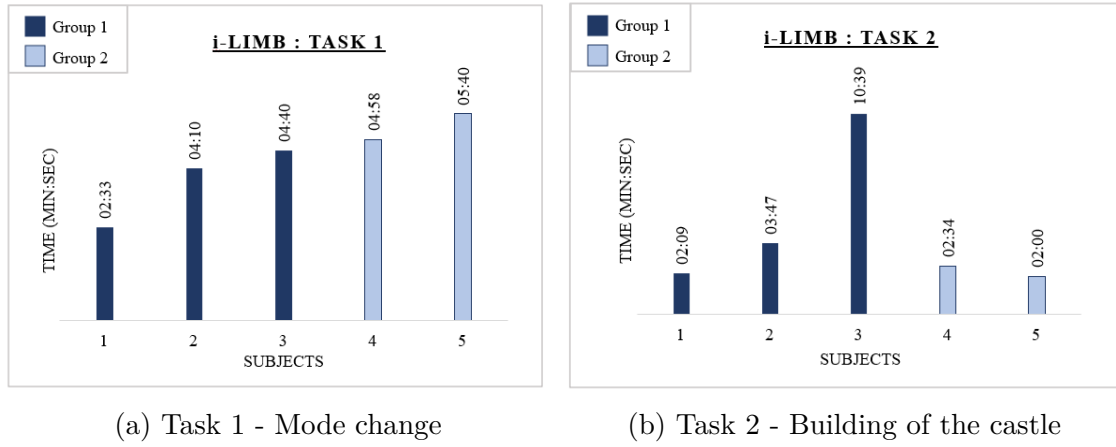 Group 1
Group 2
i-LIMB : TASK 1
TIME (MIN:SEC)
02:33
04:10
04:40
04:58
05:40
1 2 3 4 5
SUBJECTS
(a) Task 1 - Mode change
Group 1
Group 2
i-LIMB : TASK 2
TIME (MIN:SEC)
02:09
03:47
10:39
02:34
02:00
1 2 3 4 5
SUBJECTS
(b) Task 2 - Building of the castle